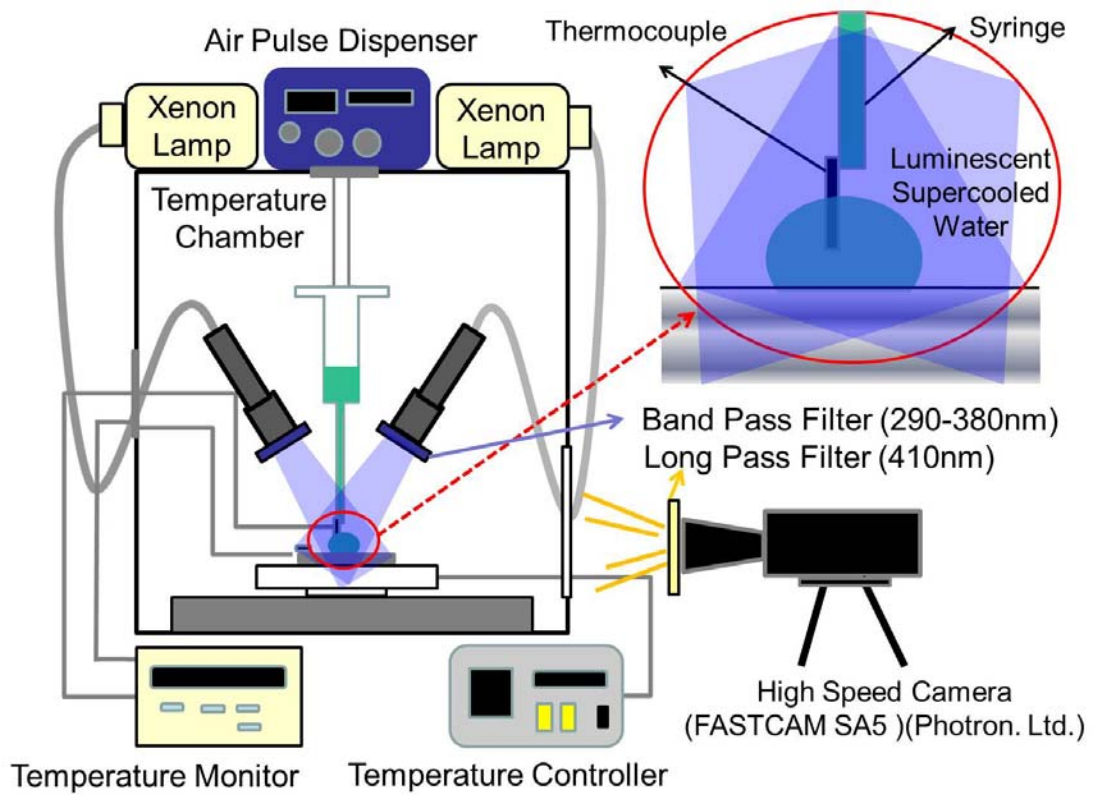 Air Pulse Dispenser
Xenon
Lamp
Xenon
Lamp
Temperature
Chamber
Thermocouple
Syringe
Luminescent
Supercooled
Water
Band Pass Filter (290-380nm)
Long Pass Filter (410nm)
High Speed Camera
(FASTCAM SA5 )(Photron. Ltd.)
Temperature Monitor
Temperature Controller